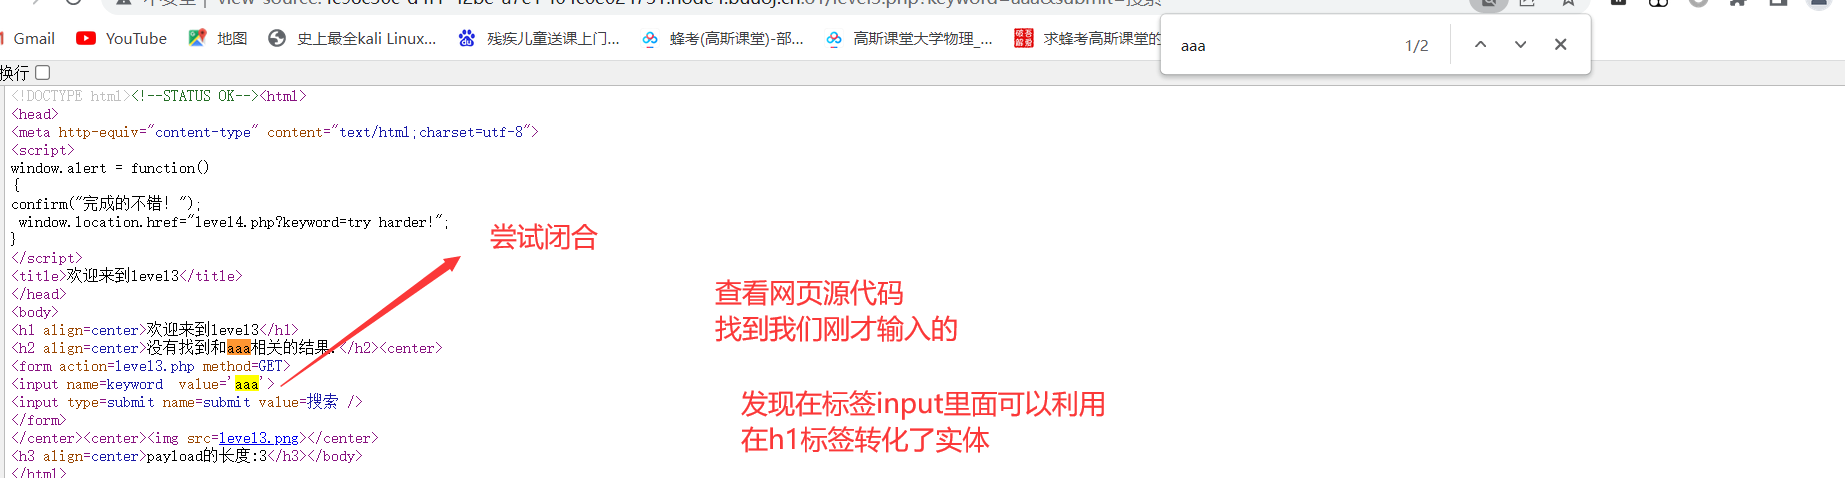 aaa 1/2
Gmail YouTube 地图 史上最全kali Linux... 残疾儿童送课上门... 蜂考(高斯课堂)-部... 高斯课堂大学物理_... 求蜂考高斯课堂的
换行
<!DOCTYPE html><!--STATUS OK--><html>
<head>
<meta http-equiv="content-type" content="text/html;charset=utf-8">
<script>
window.alert = function()
{
confirm("完成的不错！");
window.location.href="level4.php?keyword=try harder!";
}
</script>
<title>欢迎来到level3</title>
</head>
<body>
<h1 align=center>欢迎来到level3</h1>
<h2 align=center>没有找到和aaa相关的结果.</h2><center>
<form action=level3.php method=GET>
<input name=keyword  value='aaa'>
<input type=submit name=submit value=搜索 />
</form>
</center><center><img src=level3.png></center>
<h3 align=center>payload的长度:3</h3></body>
</html>
尝试闭合
查看网页源代码
找到我们刚才输入的
发现在标签input里面可以利用
在h1标签转化了实体